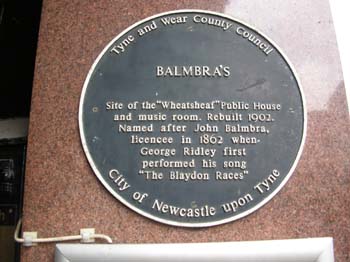 Tyne and Wear County Council
BALMBRA'S
Site of the "Wheatsheaf" Public House
and music room. Rebuilt 1902.
Named after John Balmbra,
licencee in 1862 when
George Ridley first
performed his song
"The Blaydon Races"
City of Newcastle upon Tyne